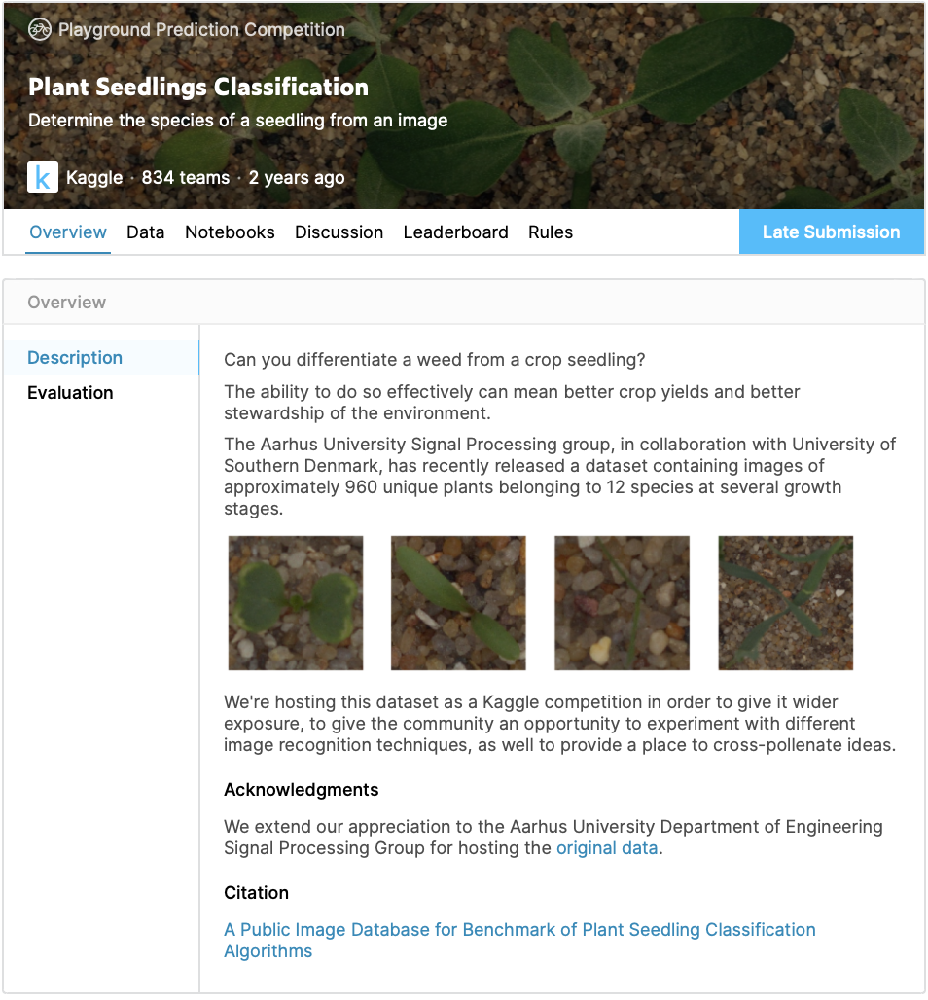 Playground Prediction Competition
Plant Seedlings Classification
Determine the species of a seedling from an image
k Kaggle · 834 teams · 2 years ago
Overview Data Notebooks Discussion Leaderboard Rules Late Submission
Overview
Description
Evaluation
Can you differentiate a weed from a crop seedling?
The ability to do so effectively can mean better crop yields and better
stewardship of the environment.
The Aarhus University Signal Processing group, in collaboration with University of
Southern Denmark, has recently released a dataset containing images of
approximately 960 unique plants belonging to 12 species at several growth
stages.
We're hosting this dataset as a Kaggle competition in order to give it wider
exposure, to give the community an opportunity to experiment with different
image recognition techniques, as well to provide a place to cross-pollenate ideas.
Acknowledgments
We extend our appreciation to the Aarhus University Department of Engineering
Signal Processing Group for hosting the original data.
Citation
A Public Image Database for Benchmark of Plant Seedling Classification
Algorithms